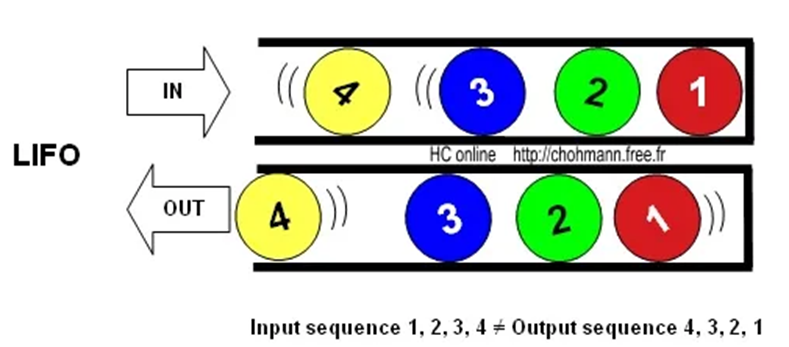 IN
4 3 2 1
LIFO
HC online http://chohmann.free.fr
OUT
4 3 2 1
Input sequence 1, 2, 3, 4 ≠ Output sequence 4, 3, 2, 1